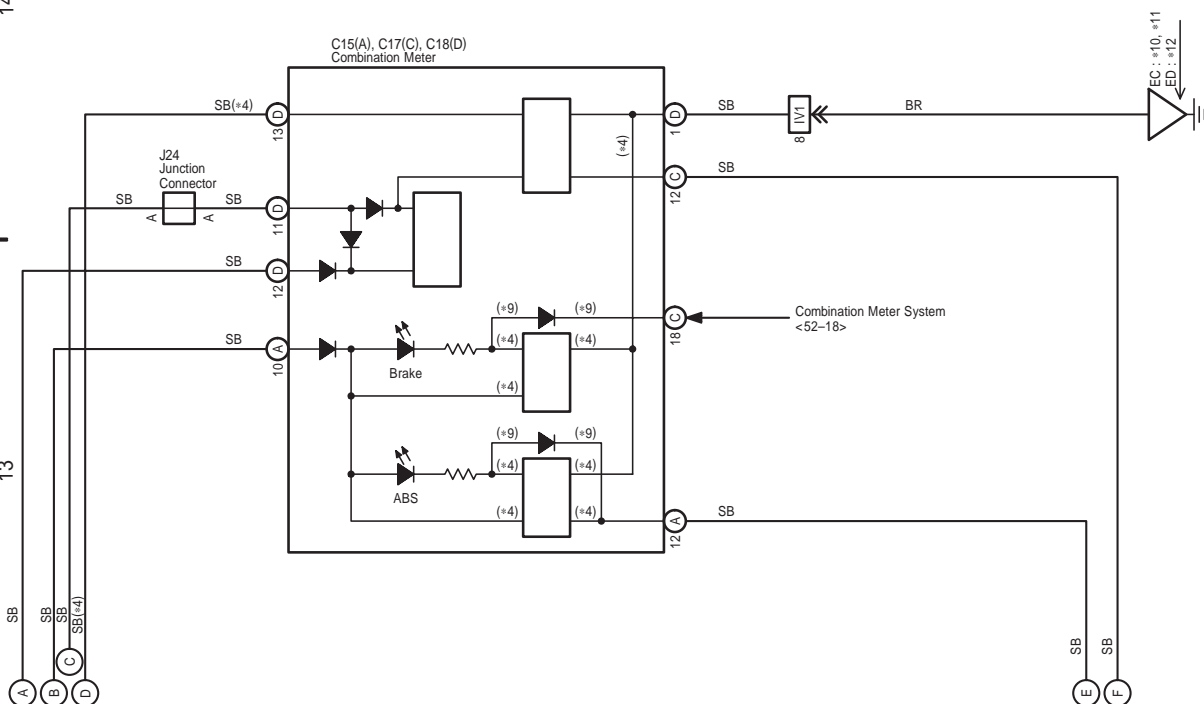 14
C15(A), C17(C), C18(D)
Combination Meter
EC : *10, *11
ED : *12
SB(*4)
13 D
1 D
SB
8 IV1
BR
(*4)
J24
Junction
Connector
SB
A
A
SB
11 D
12 C
SB
SB
12 D
(*9)
(*9)
18 C
Combination Meter System
<52–18>
SB
10 A
Brake
(*4)
(*4)
(*4)
13
(*9)
(*9)
ABS
(*4)
(*4)
(*4)
(*4)
12 A
SB
SB
SB
SB
SB(*4)
SB
SB
C
A
B
D
E
F